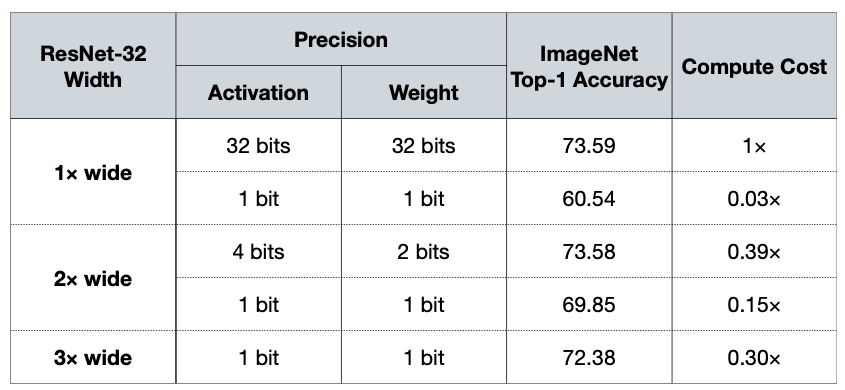 ResNet-32 Width Precision ImageNet Top-1 Accuracy Compute Cost
Activation Weight
1× wide 32 bits 32 bits 73.59 1×
1 bit 1 bit 60.54 0.03×
2× wide 4 bits 2 bits 73.58 0.39×
1 bit 1 bit 69.85 0.15×
3× wide 1 bit 1 bit 72.38 0.30×